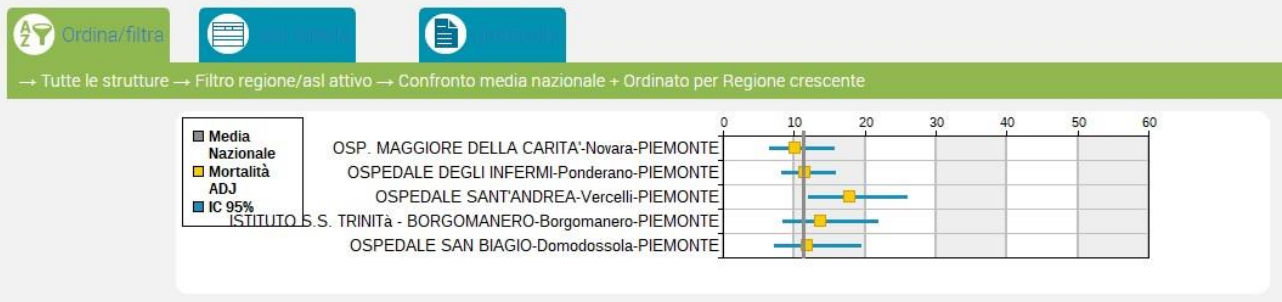 Ordina/filtra
→ Tutte le strutture → Filtro regione/asl attivo → Confronto media nazionale + Ordinato per Regione crescente
Media
Nazionale
Mortalità
ADJ
IC 95%
0 10 20 30 40 50 60
OSP. MAGGIORE DELLA CARITA'-Novara-PIEMONTE
OSPEDALE DEGLI INFERMI-Ponderano-PIEMONTE
OSPEDALE SANT'ANDREA-Vercelli-PIEMONTE
ISTITUTO S.S. TRINITà - BORGOMANERO-Borgomanero-PIEMONTE
OSPEDALE SAN BIAGIO-Domodossola-PIEMONTE